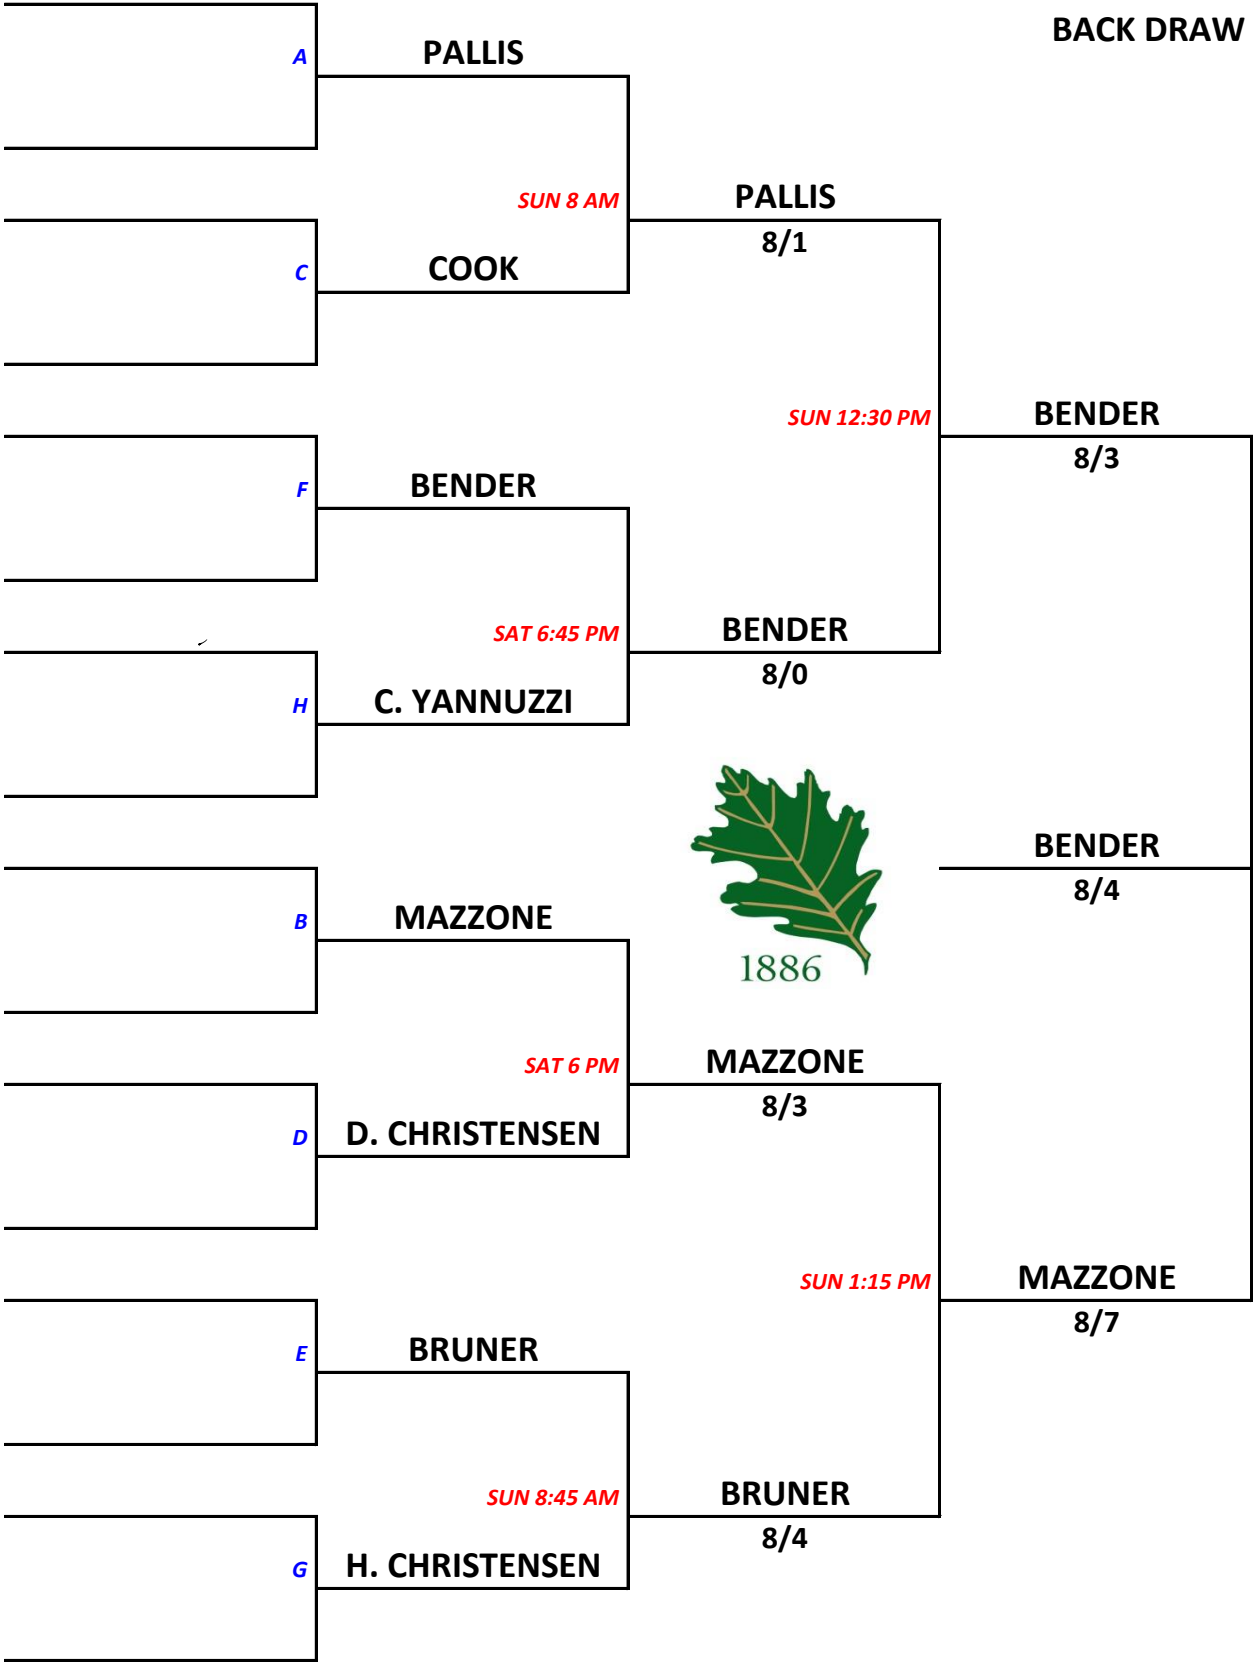 BACK DRAW
A
PALLIS
SUN 8 AM
PALLIS
8/1
C
COOK
SUN 12:30 PM
BENDER
8/3
F
BENDER
SAT 6:45 PM
BENDER
8/0
H
C. YANNUZZI
BENDER
8/4
B
MAZZONE
1886
SAT 6 PM
MAZZONE
8/3
D
D. CHRISTENSEN
SUN 1:15 PM
MAZZONE
8/7
E
BRUNER
SUN 8:45 AM
BRUNER
8/4
G
H. CHRISTENSEN